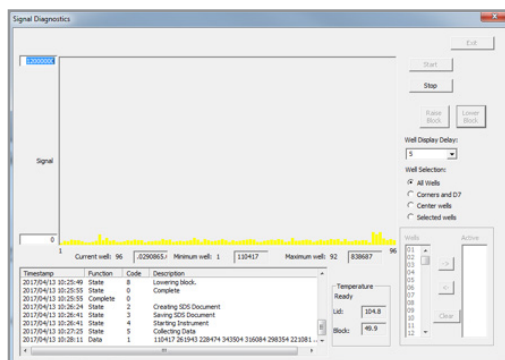 Signal Diagnostics
Exit
1200000
Start
Stop
Raise Block
Lower Block
Well Display Delay:
5
Signal
Well Selection:
All Wells
Corners and D7
Center wells
Selected wells
0
1
96
Current well: 96
Minimum well: 1
110417
Maximum well: 92
838687
Wells
Active
01
02
03
04
05
06
07
08
09
10
11
12
->
<-
Clear
Timestamp Function Code Description
2017/04/13 10:25:49 State 8 Lowering block.
2017/04/13 10:25:55 State 0 Complete
2017/04/13 10:25:55 Complete 0
2017/04/13 10:26:24 State 2 Creating SDS Document
2017/04/13 10:26:41 State 3 Saving SDS Document
2017/04/13 10:26:41 State 4 Starting Instrument
2017/04/13 10:27:25 State 5 Collecting Data
2017/04/13 10:28:11 Data 1 110417 261943 228474 343504 316084 298354 221081 ...
Temperature
Ready
Lid: 104.8
Block: 49.9